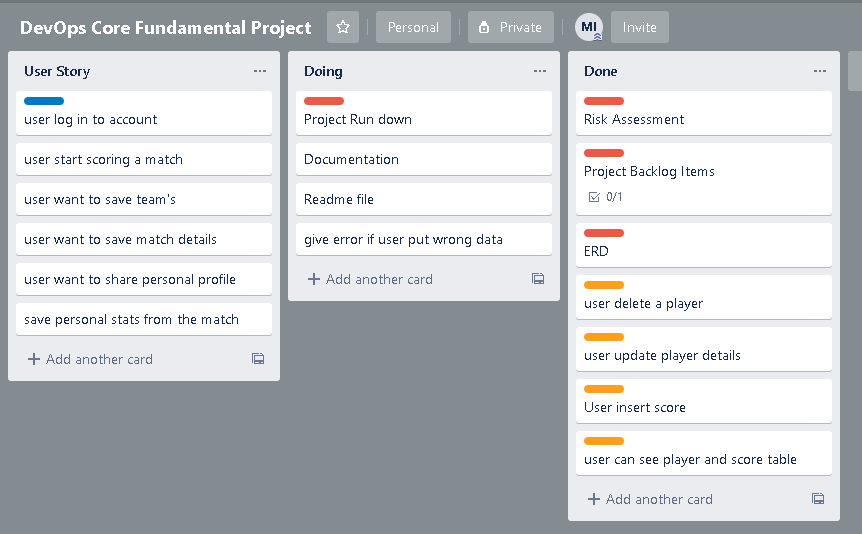 DevOps Core Fundamental Project
Personal
Private
MI
Invite
User Story
user log in to account
user start scoring a match
user want to save team's
user want to save match details
user want to share personal profile
save personal stats from the match
Add another card
Doing
Project Run down
Documentation
Readme file
give error if user put wrong data
Add another card
Done
Risk Assessment
Project Backlog Items
0/1
ERD
user delete a player
user update player details
User insert score
user can see player and score table
Add another card